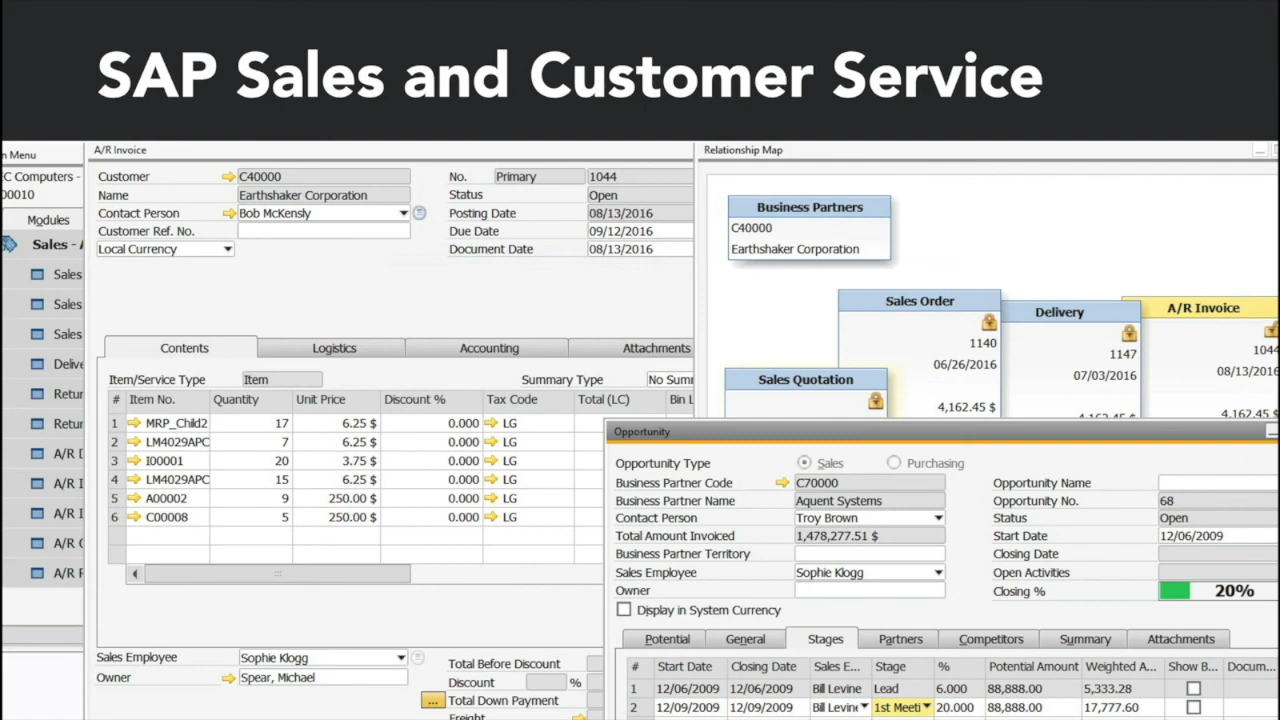 SAP Sales and Customer Service
n Menu
EC Computers -
00010
Modules
Sales - A
Sales
Sales
Sales
Delive
Retur
Retur
A/R D
A/R I
A/R I
A/R C
A/R F
A/R Invoice
Customer C40000
Name Earthshaker Corporation
Contact Person Bob McKensly
Customer Ref. No.
Local Currency
No. Primary 1044
Status Open
Posting Date 08/13/2016
Due Date 09/12/2016
Document Date 08/13/2016
Contents Logistics Accounting Attachments
Item/Service Type Item Summary Type No Summ
# Item No. Quantity Unit Price Discount % Tax Code Total (LC) Bin L
1 MRP_Child2 17 6.25 $ 0.000 LG
2 LM4029APC 7 6.25 $ 0.000 LG
3 I00001 20 3.75 $ 0.000 LG
4 LM4029APC 15 6.25 $ 0.000 LG
5 A00002 9 250.00 $ 0.000 LG
6 C00008 5 250.00 $ 0.000 LG
Sales Employee Sophie Klogg
Owner Spear, Michael
Total Before Discount
Discount %
... Total Down Payment
Freight
Relationship Map
Business Partners
C40000
Earthshaker Corporation
Sales Order
1140
06/26/2016
4,162.45 $
Delivery
1147
07/03/2016
4,162.45 $
A/R Invoice
1044
08/13/2016
4,162.45 $
Sales Quotation
Opportunity
Opportunity Type Sales Purchasing
Business Partner Code C70000
Business Partner Name Aquent Systems
Contact Person Troy Brown
Total Amount Invoiced 1,478,277.51 $
Business Partner Territory
Sales Employee Sophie Klogg
Owner
Display in System Currency
Opportunity Name
Opportunity No. 68
Status Open
Start Date 12/06/2009
Closing Date
Open Activities
Closing % 20%
Potential General Stages Partners Competitors Summary Attachments
# Start Date Closing Date Sales E... Stage % Potential Amount Weighted A... Show B... Docum...
1 12/06/2009 12/06/2009 Bill Levine Lead 6.000 88,888.00 5,333.28
2 12/09/2009 12/09/2009 Bill Levine 1st Meeti 20.000 88,888.00 17,777.60